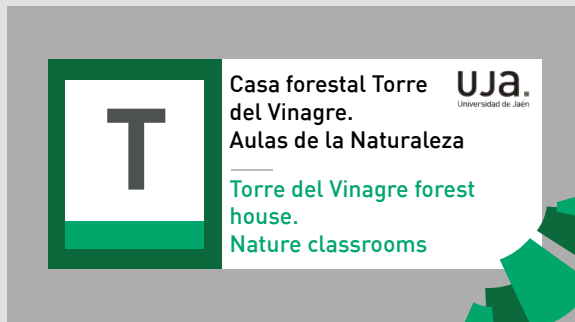 T
Casa forestal Torre
del Vinagre.
Aulas de la Naturaleza
uja.
Universidad de Jaén
Torre del Vinagre forest
house.
Nature classrooms